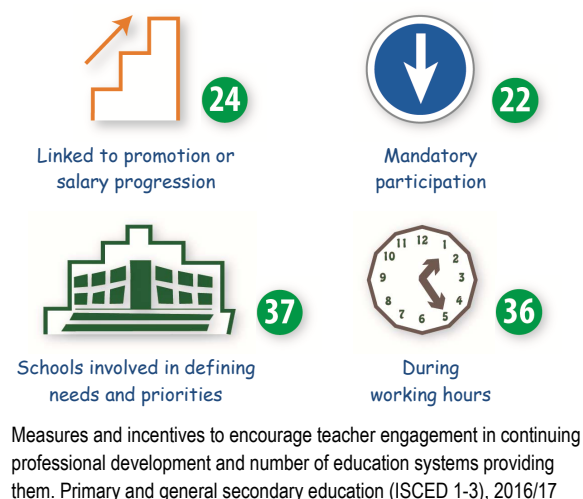 24
Linked to promotion or
salary progression
22
Mandatory
participation
37
Schools involved in defining
needs and priorities
12
1
2
3
4
5
6
7
8
9
10
11
36
During
working hours
Measures and incentives to encourage teacher engagement in continuing
professional development and number of education systems providing
them. Primary and general secondary education (ISCED 1-3), 2016/17